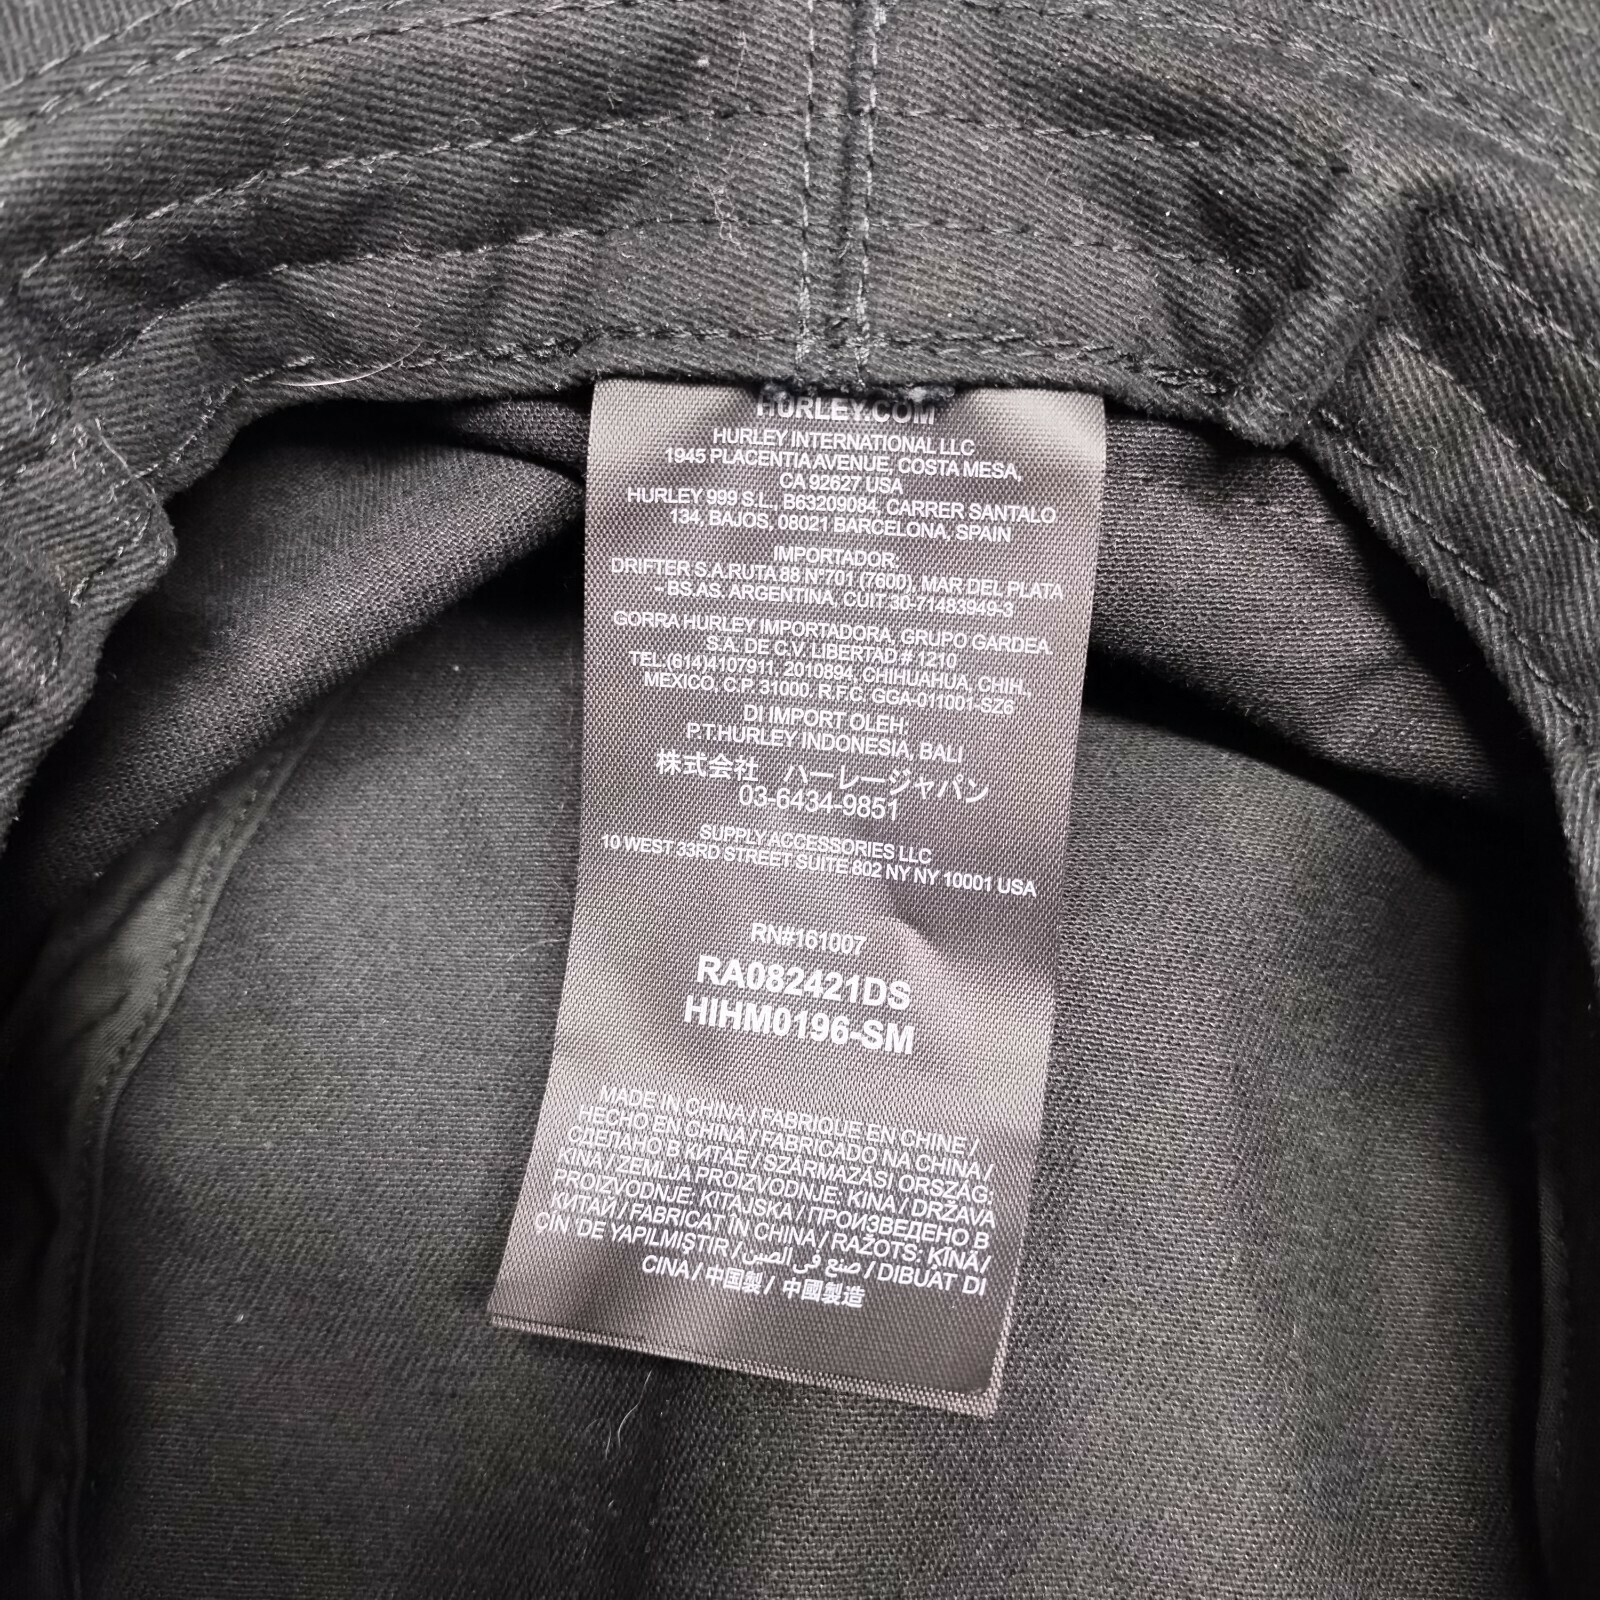 HURLEY.COM
HURLEY INTERNATIONAL LLC
1945 PLACENTIA AVENUE, COSTA MESA,
CA 92627 USA
HURLEY 999 S.L. B63209084, CARRER SANTALO
134, BAJOS, 08021 BARCELONA, SPAIN
IMPORTADOR:
DRIFTER S.A.RUTA 88 N°701 (7600), MAR DEL PLATA
- BS.AS. ARGENTINA, CUIT 30-71483949-3
GORRA HURLEY IMPORTADORA, GRUPO GARDEA,
S.A. DE C.V. LIBERTAD # 1210
TEL.(614)4107911, 2010894, CHIHUAHUA, CHIH.,
MEXICO, C.P. 31000. R.F.C. GGA-011001-SZ6
DI IMPORT OLEH:
P.T.HURLEY INDONESIA, BALI
株式会社 ハーレージャパン
03-6434-9851
SUPPLY ACCESSORIES LLC
10 WEST 33RD STREET SUITE 802 NY NY 10001 USA
RN#161007
RA082421DS
HIHM0196-SM
MADE IN CHINA / FABRIQUE EN CHINE /
HECHO EN CHINA / FABRICADO NA CHINA /
СДЕЛАНО В КИТАЕ / SZÁRMAZÁSI ORSZÁG:
KÍNA / ZEMLJA PROIZVODNJE: KINA / DRŽAVA
PROIZVODNJE: KITAJSKA / ПРОИЗВЕДЕНО В
КИТАЙ / FABRICAT ÎN CHINA / RAŽOTS: ĶĪNĀ /
ÇİN' DE YAPILMIŞTIR / صنع في الصين / DIBUAT DI
CINA / 中国製 / 中國製造